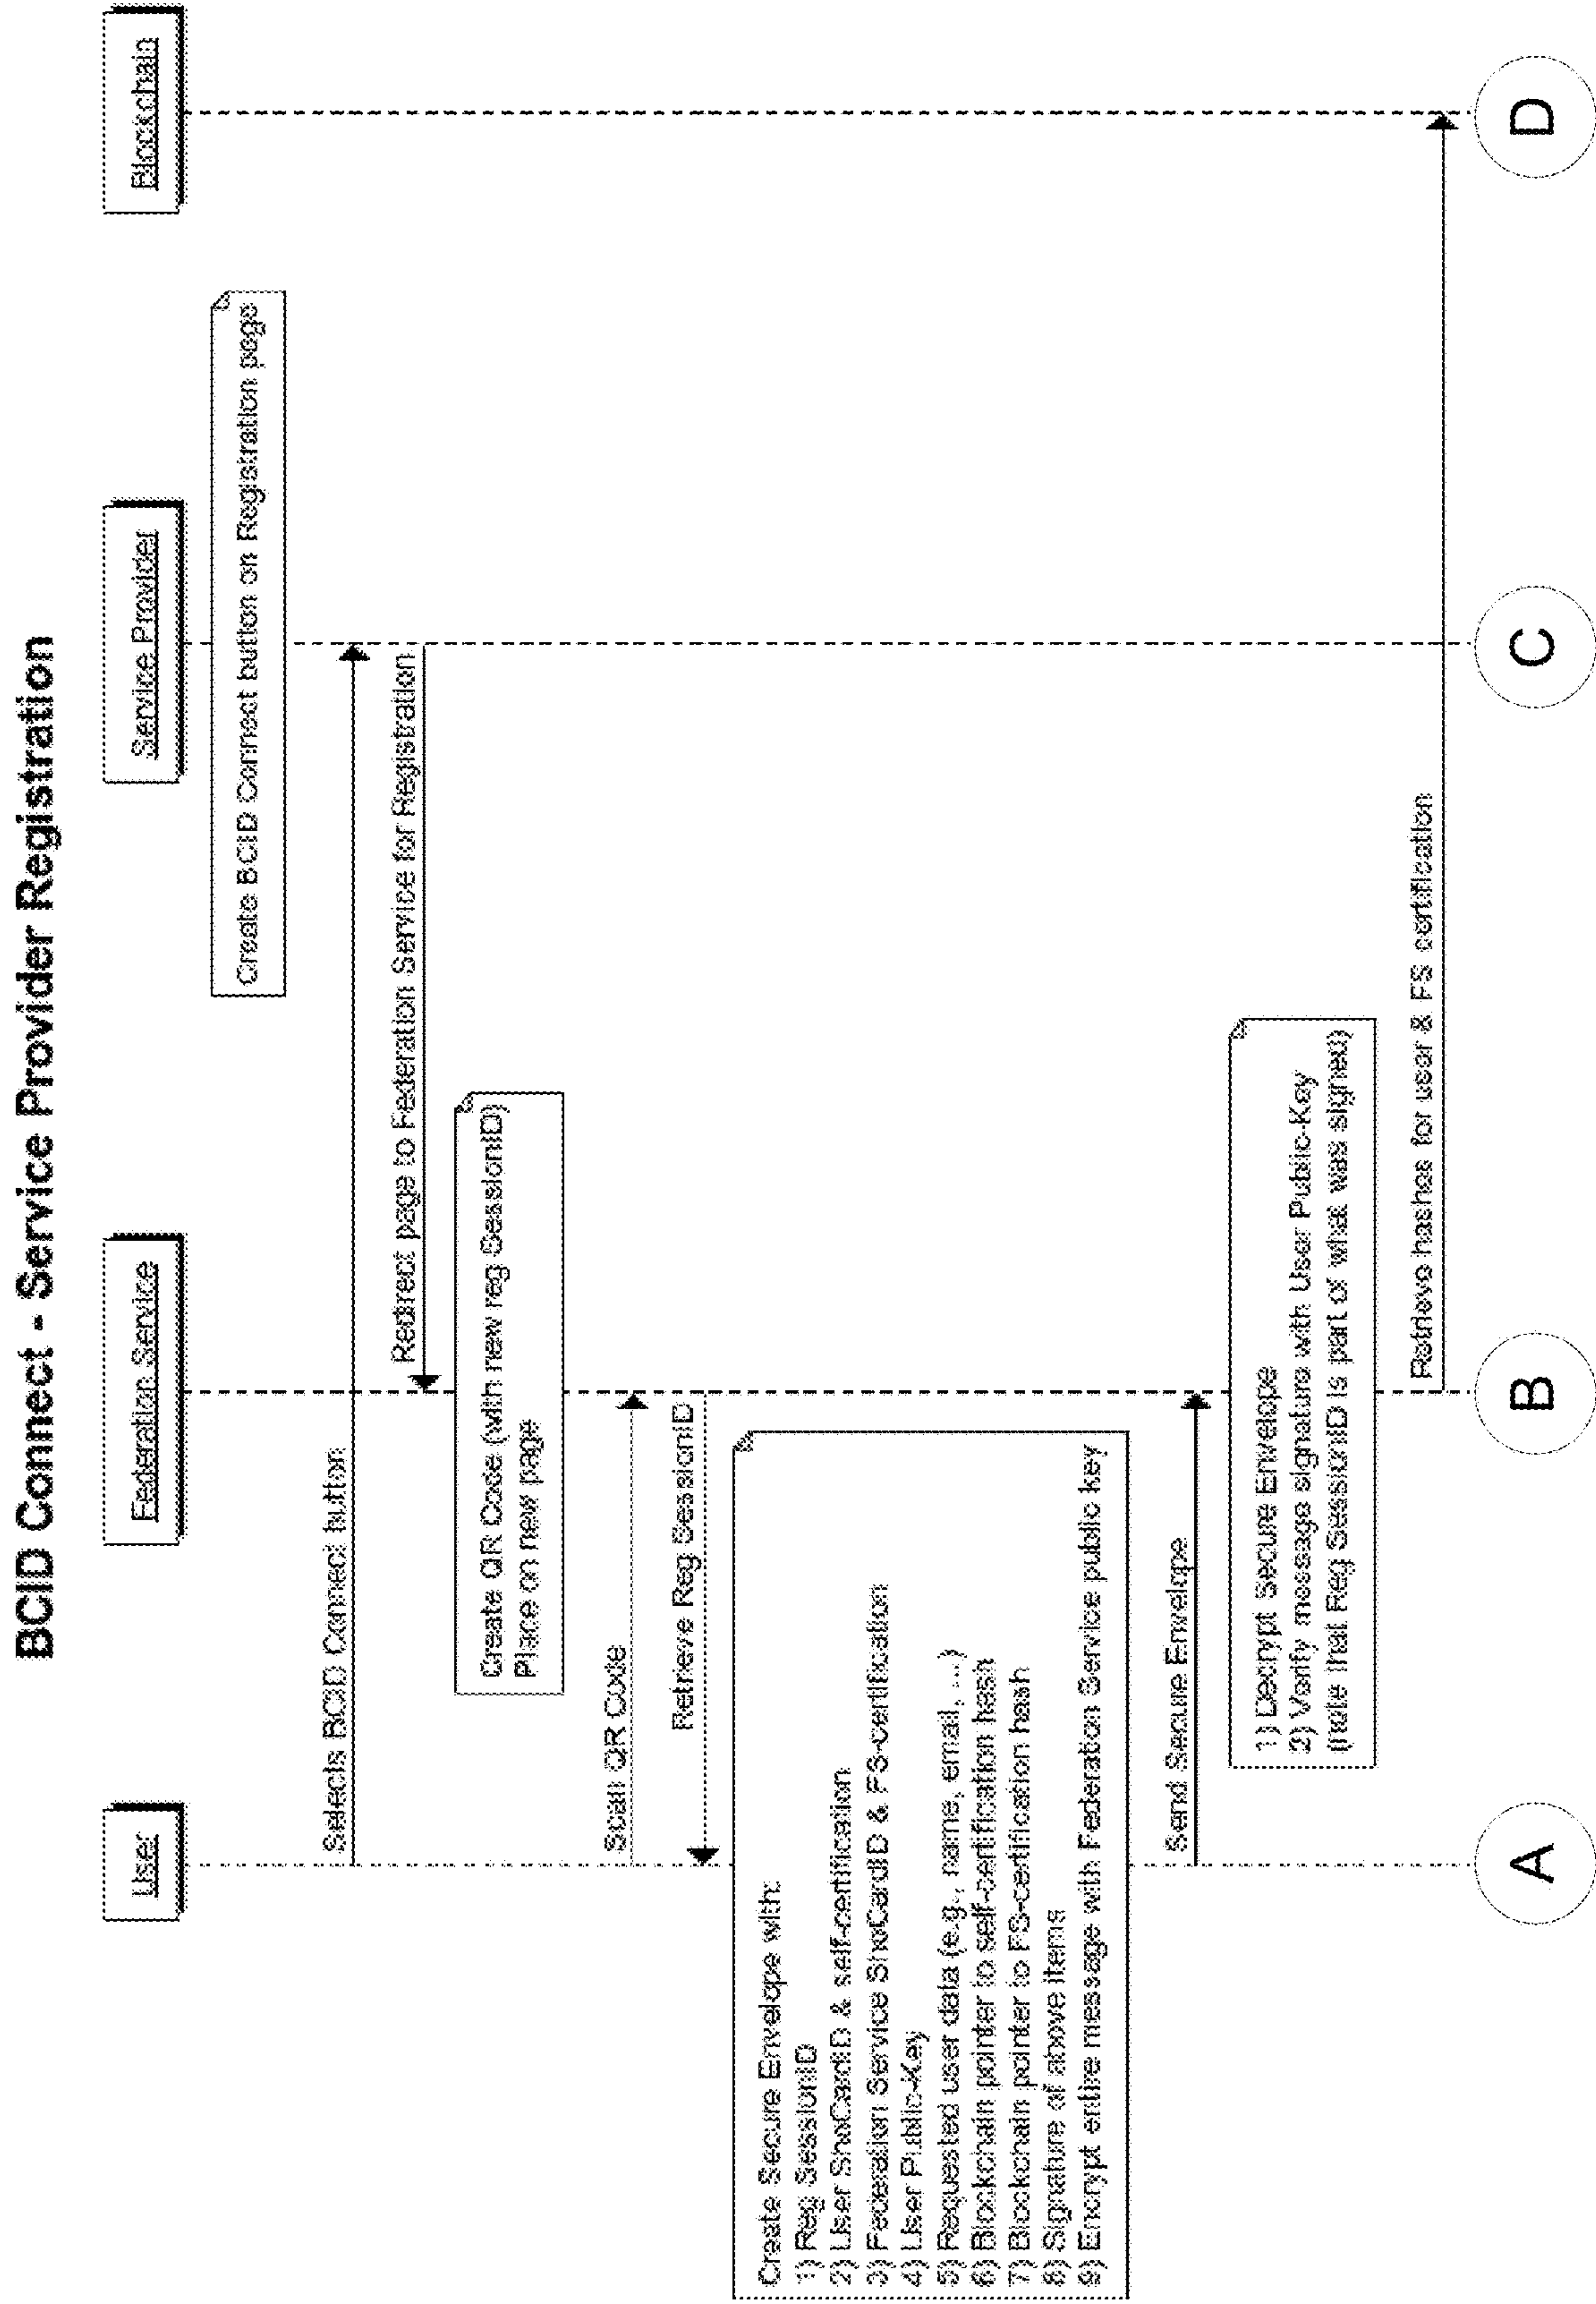 BCID Connect - Service Provider Registration
User
Federation Service
Service Provider
Blockchain
Create BCID Connect button on Registration page
Selects BCID Connect button
Redirect page to Federation Service for Registration
Create QR Code (with new reg SessionID)
Place on new page
Scan QR Code
Retrieve Reg SessionID
Create Secure Envelope with:
1) Reg SessionID
2) User ShoCardID & self-certification
3) Federation Service ShoCardID & FS-certification
4) User Public-Key
5) Requested user data (e.g., name, email, ...)
6) Blockchain pointer to self-certification hash
7) Blockchain pointer to FS-certification hash
8) Signature of above items
9) Encrypt entire message with Federation Service public key
Send Secure Envelope
1) Decrypt Secure Envelope
2) Verify message signature with User Public-Key
(note that Reg SessionID is part of what was signed)
Retrieve hashes for user & FS certification
A
B
C
D